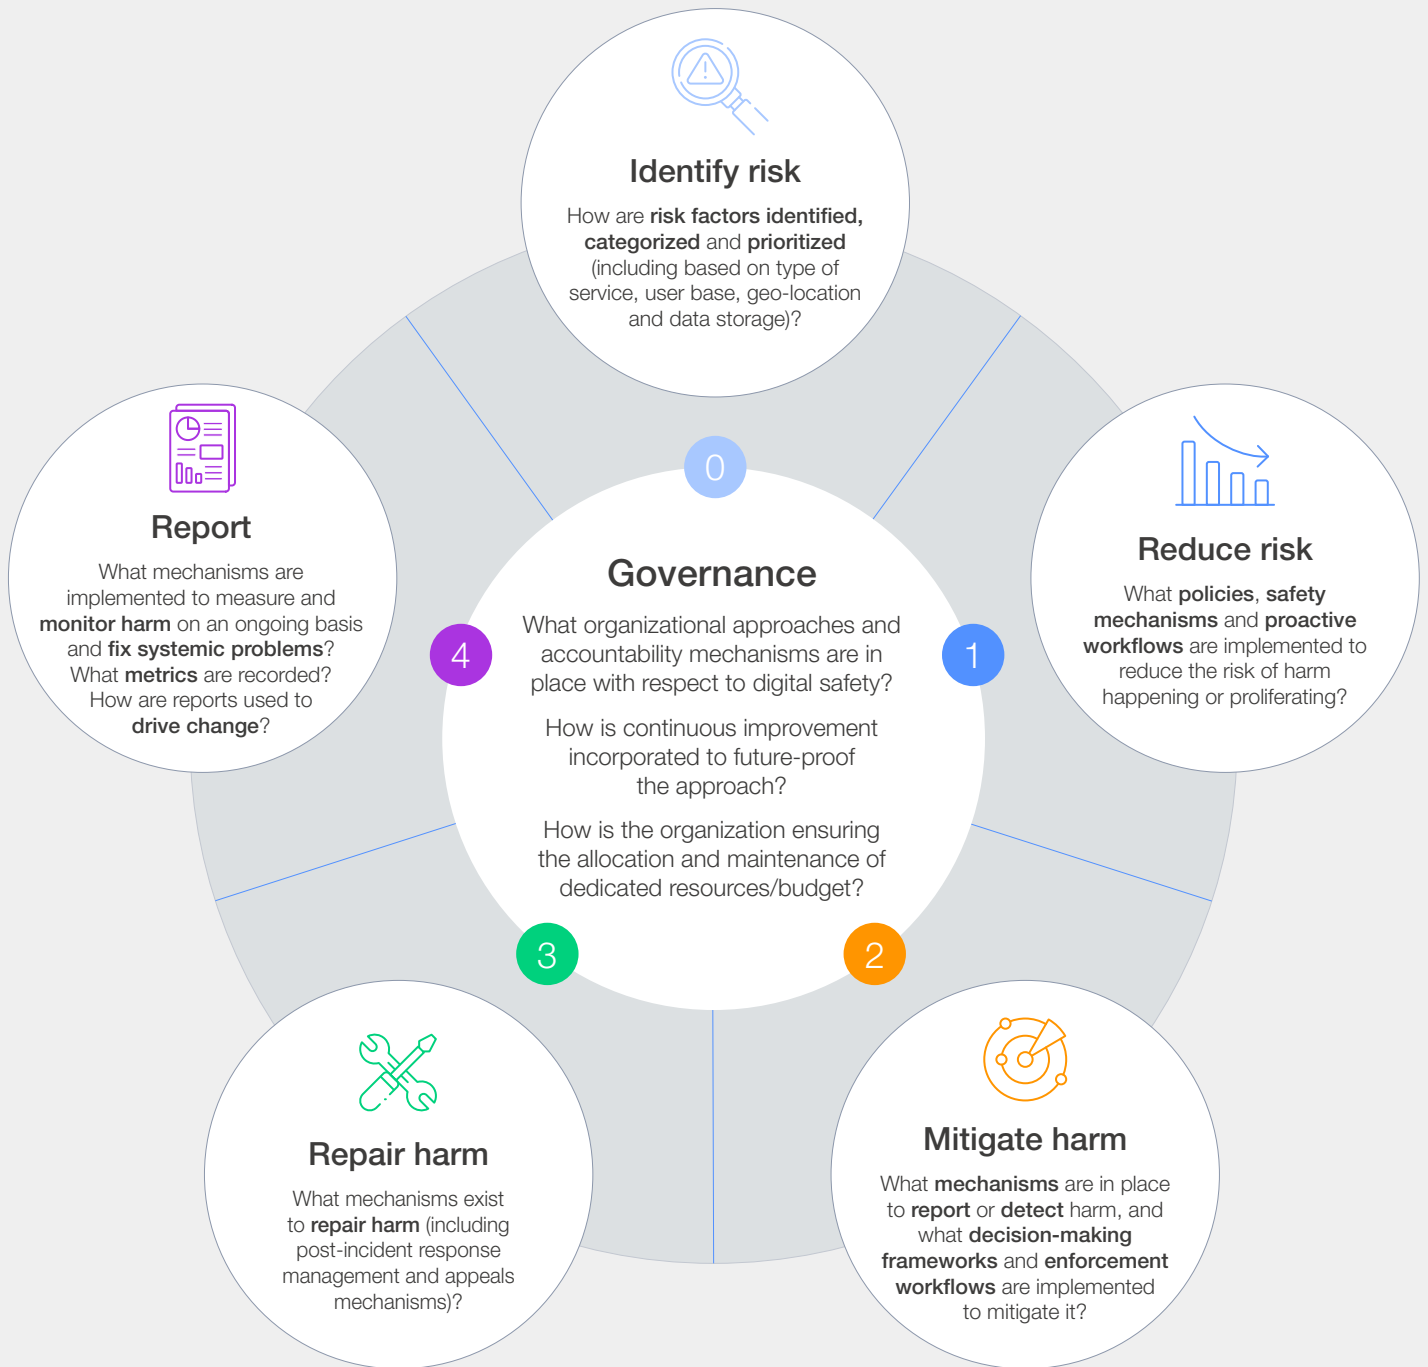 Identify risk
How are risk factors identified,
categorized and prioritized
(including based on type of
service, user base, geo-location
and data storage)?
0
Reduce risk
What policies, safety
mechanisms and proactive
workflows are implemented to
reduce the risk of harm
happening or proliferating?
1
Mitigate harm
What mechanisms are in place
to report or detect harm, and
what decision-making
frameworks and enforcement
workflows are implemented
to mitigate it?
2
Repair harm
What mechanisms exist
to repair harm (including
post-incident response
management and appeals
mechanisms)?
3
Report
What mechanisms are
implemented to measure and
monitor harm on an ongoing basis
and fix systemic problems?
What metrics are recorded?
How are reports used to
drive change?
4
Governance
What organizational approaches and
accountability mechanisms are in
place with respect to digital safety?
How is continuous improvement
incorporated to future-proof
the approach?
How is the organization ensuring
the allocation and maintenance of
dedicated resources/budget?